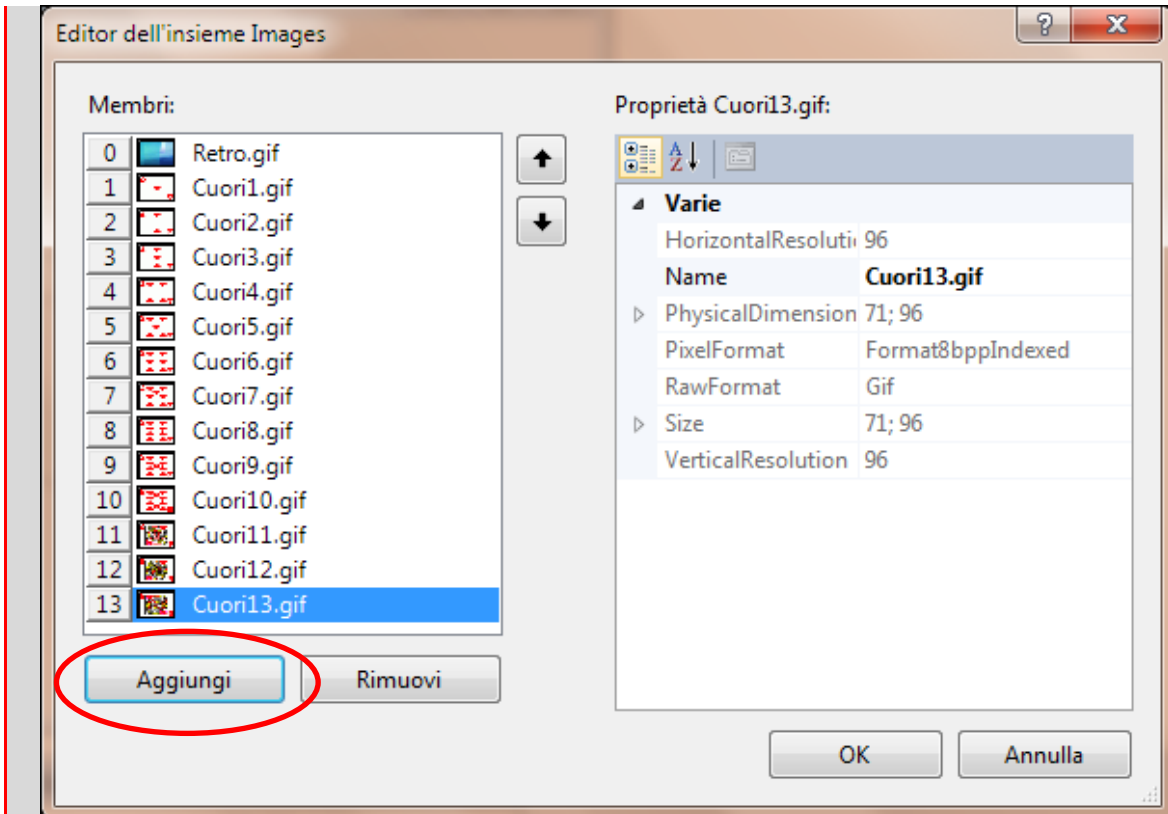 Editor dell'insieme Images
Membri:
0 Retro.gif
1 Cuori1.gif
2 Cuori2.gif
3 Cuori3.gif
4 Cuori4.gif
5 Cuori5.gif
6 Cuori6.gif
7 Cuori7.gif
8 Cuori8.gif
9 Cuori9.gif
10 Cuori10.gif
11 Cuori11.gif
12 Cuori12.gif
13 Cuori13.gif
Aggiungi Rimuovi
Proprietà Cuori13.gif:
Varie
HorizontalResoluti 96
Name Cuori13.gif
PhysicalDimension 71; 96
PixelFormat Format8bppIndexed
RawFormat Gif
Size 71; 96
VerticalResolution 96
OK Annulla